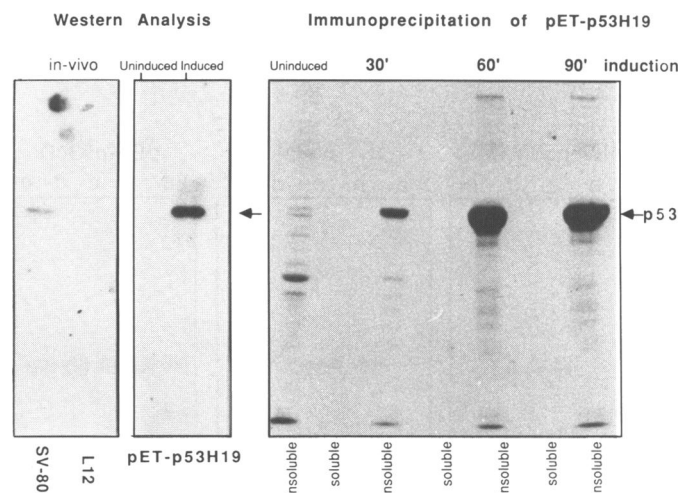 Western Analysis
Immunoprecipitation of pET-p53H19
in-vivo
Uninduced Induced
Uninduced 30' 60' 90' induction
p53
SV-80 L12
pET-p53H19
nsoluble soluble nsoluble soluble nsoluble soluble nsoluble